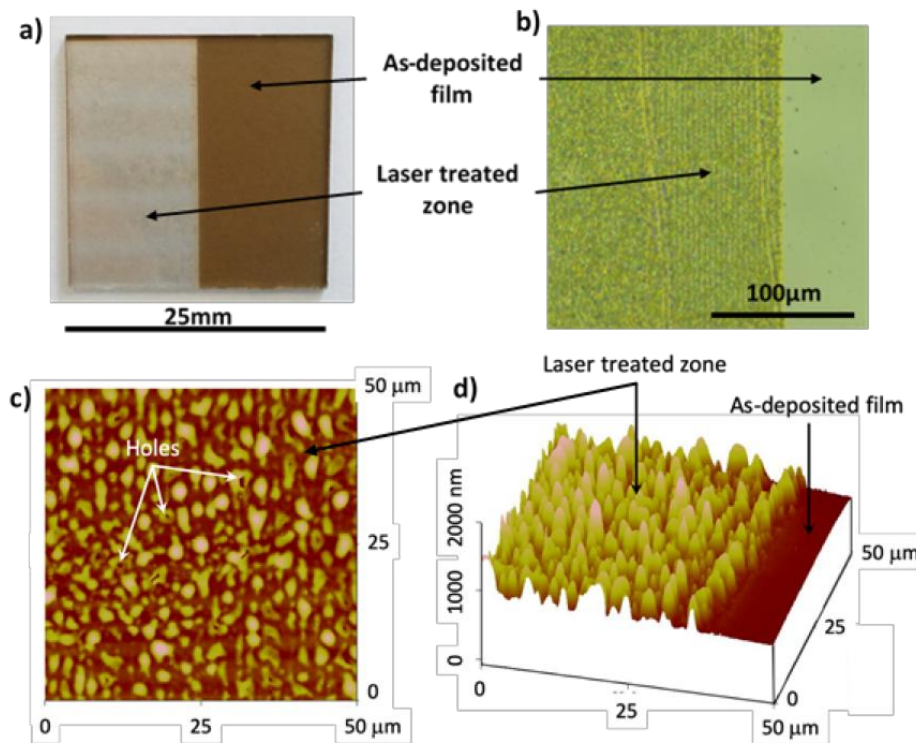 a)
b)
As-deposited
film
Laser treated
zone
25mm
100µm
c)
50 µm
Holes
25
0
0
25
50 µm
Laser treated zone
d)
As-deposited film
2000 nm
1000
0
50 µm
25
0
0
25
50 µm